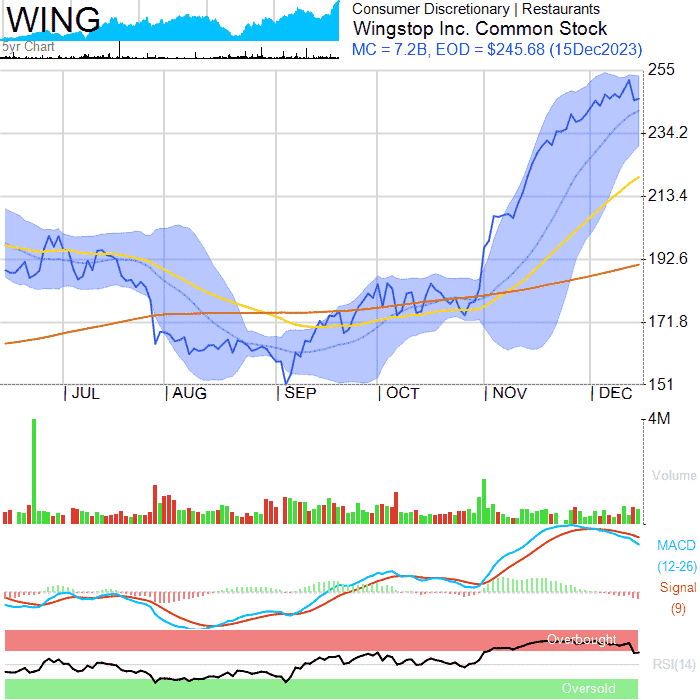 WING
5yr Chart
Consumer Discretionary | Restaurants
Wingstop Inc. Common Stock
MC = 7.2B, EOD = $245.68 (15Dec2023)
255
234.2
213.4
192.6
171.8
151
JUL
AUG
SEP
OCT
NOV
DEC
4M
Volume
MACD
(12-26)
Signal
(9)
Overbought
RSI(14)
Oversold